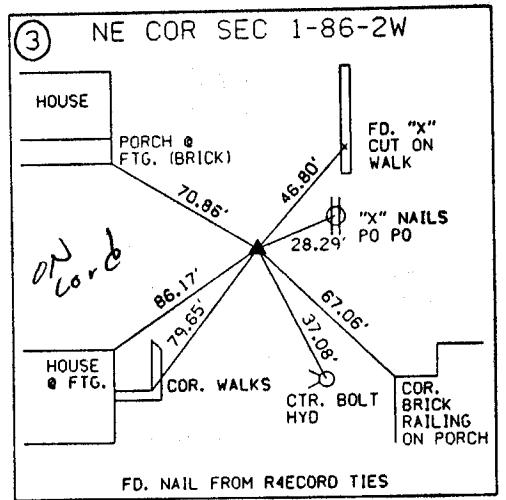 3 NE COR SEC 1-86-2W
HOUSE
PORCH @
FTG. (BRICK)
FD. "X"
CUT ON
WALK
70.86'
46.80'
"X" NAILS
PO PO
28.29'
ON
cord
86.17'
79.65'
37.08'
67.06'
HOUSE
@ FTG.
COR. WALKS
CTR. BOLT
HYD
COR.
BRICK
RAILING
ON PORCH
FD. NAIL FROM R4ECORD TIES